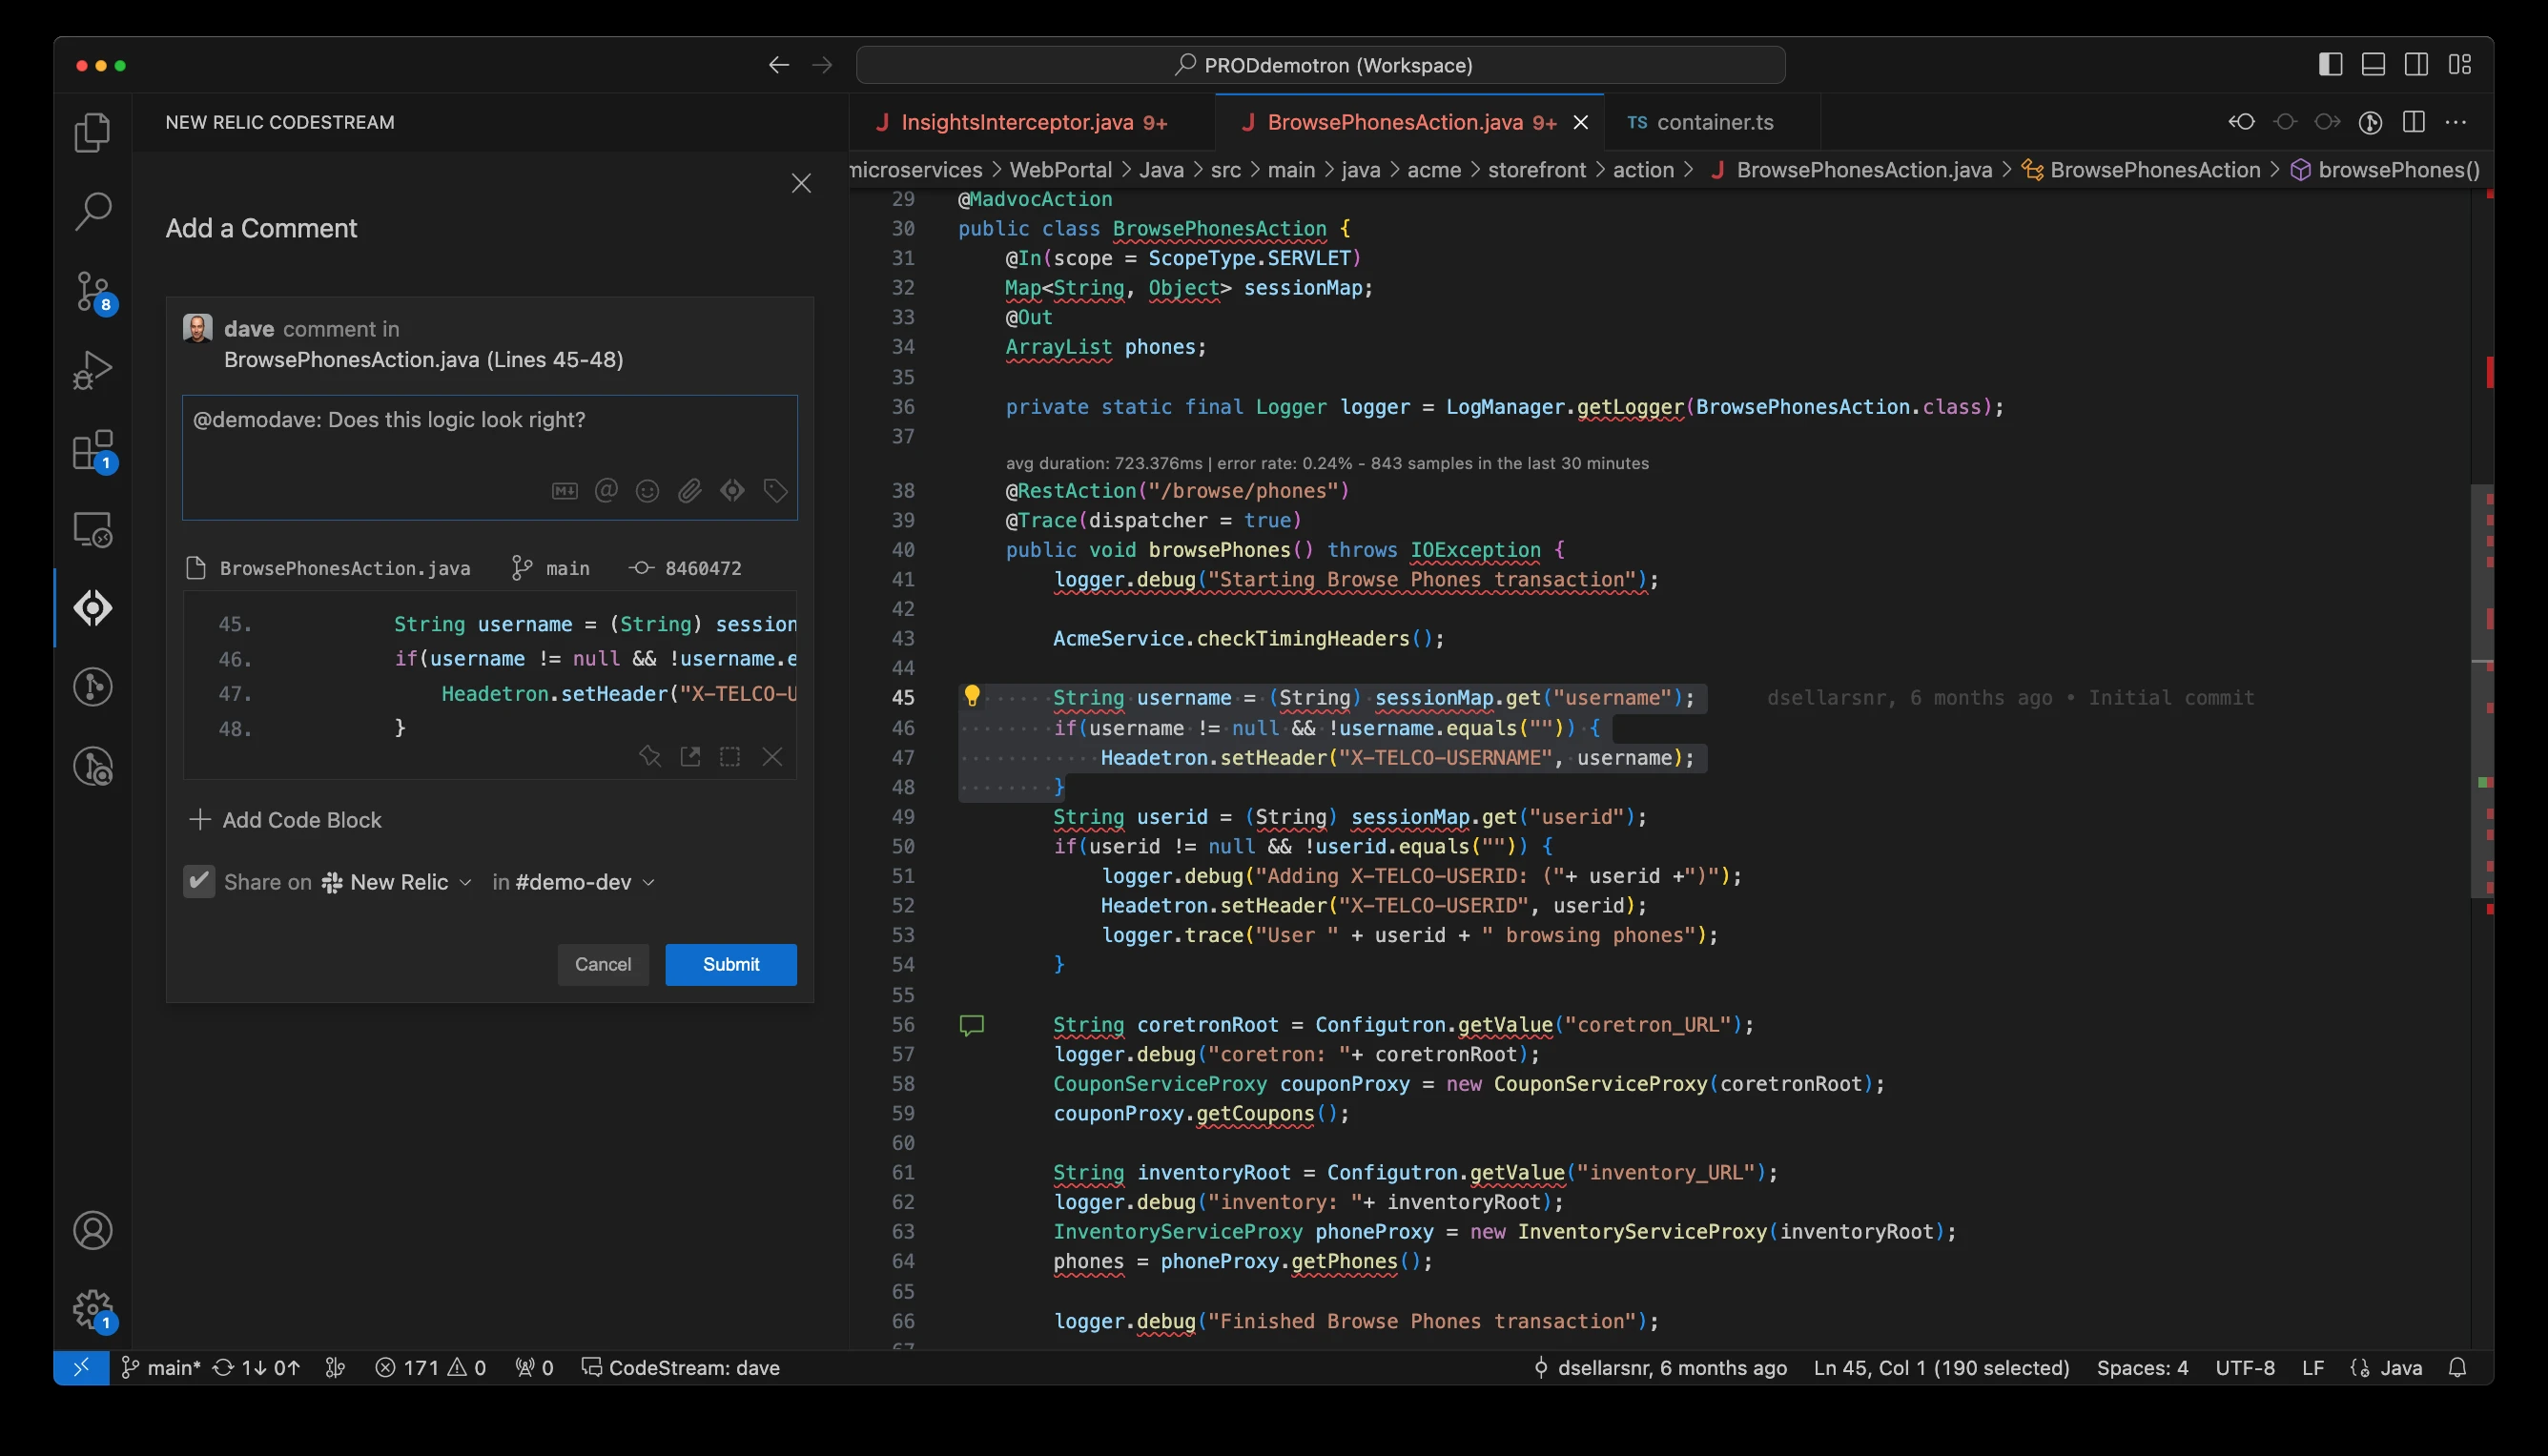 PRODdemotron (Workspace)
NEW RELIC CODESTREAM
Add a Comment
dave comment in
BrowsePhonesAction.java (Lines 45-48)
@demodave: Does this logic look right?
BrowsePhonesAction.java main 8460472
45. String username = (String) session
46. if(username != null && !username.e
47. Headetron.setHeader("X-TELCO-U
48. }
Add Code Block
Share on New Relic in #demo-dev
Cancel Submit
8
1
1
InsightsInterceptor.java 9+ BrowsePhonesAction.java 9+ TS container.ts
microservices > WebPortal > Java > src > main > java > acme > storefront > action > BrowsePhonesAction.java > BrowsePhonesAction > browsePhones()
29 @MadvocAction
30 public class BrowsePhonesAction {
31 @In(scope = ScopeType.SERVLET)
32 Map<String, Object> sessionMap;
33 @Out
34 ArrayList phones;
35
36 private static final Logger logger = LogManager.getLogger(BrowsePhonesAction.class);
37
avg duration: 723.376ms | error rate: 0.24% - 843 samples in the last 30 minutes
38 @RestAction("/browse/phones")
39 @Trace(dispatcher = true)
40 public void browsePhones() throws IOException {
41 logger.debug("Starting Browse Phones transaction");
42
43 AcmeService.checkTimingHeaders();
44
45 String username = (String) sessionMap.get("username"); dsellarsnr, 6 months ago • Initial commit
46 if(username != null && !username.equals("")) {
47 Headetron.setHeader("X-TELCO-USERNAME", username);
48 }
49 String userid = (String) sessionMap.get("userid");
50 if(userid != null && !userid.equals("")) {
51 logger.debug("Adding X-TELCO-USERID: ("+ userid +")");
52 Headetron.setHeader("X-TELCO-USERID", userid);
53 logger.trace("User " + userid + " browsing phones");
54 }
55
56 String coretronRoot = Configutron.getValue("coretron_URL");
57 logger.debug("coretron: "+ coretronRoot);
58 CouponServiceProxy couponProxy = new CouponServiceProxy(coretronRoot);
59 couponProxy.getCoupons();
60
61 String inventoryRoot = Configutron.getValue("inventory_URL");
62 logger.debug("inventory: "+ inventoryRoot);
63 InventoryServiceProxy phoneProxy = new InventoryServiceProxy(inventoryRoot);
64 phones = phoneProxy.getPhones();
65
66 logger.debug("Finished Browse Phones transaction");
67
main* 1↓ 0↑ 171 0 0 CodeStream: dave dsellarsnr, 6 months ago Ln 45, Col 1 (190 selected) Spaces: 4 UTF-8 LF Java